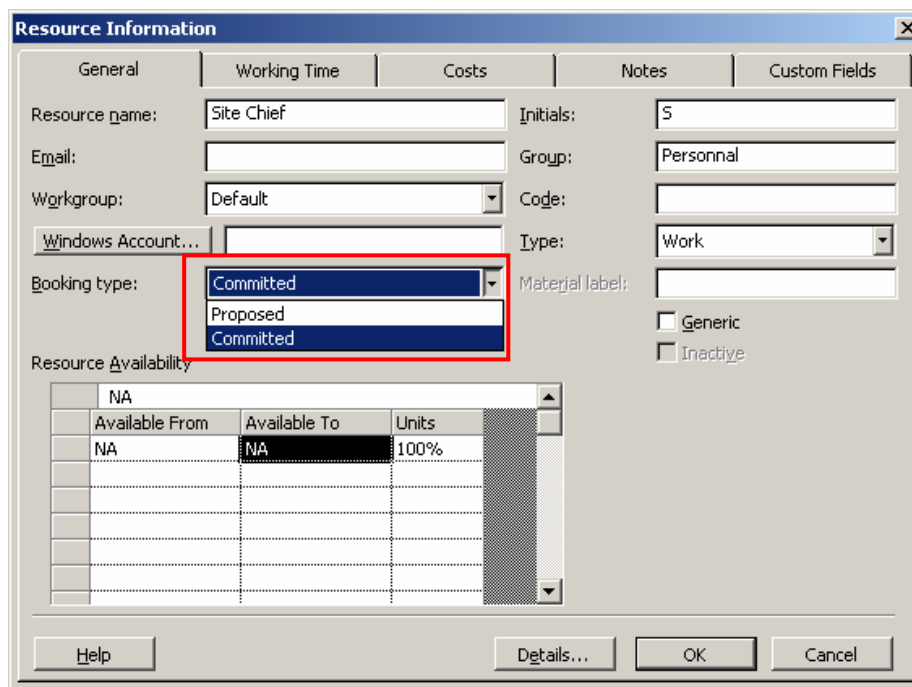 Resource Information
General Working Time Costs Notes Custom Fields
Resource name: Site Chief Initials: S
Email: Group: Personnal
Workgroup: Default Code:
Windows Account... Type: Work
Booking type: Committed Material label:
Proposed Generic
Committed Inactive
Resource Availability
NA
Available From Available To Units
NA NA 100%
Help Details... OK Cancel